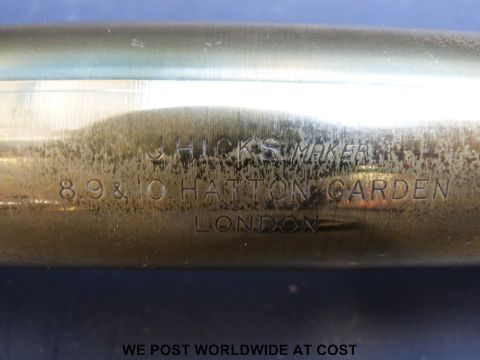 J.HICKS MAKER
8.9 & 10 HATTON GARDEN
LONDON
WE POST WORLDWIDE AT COST